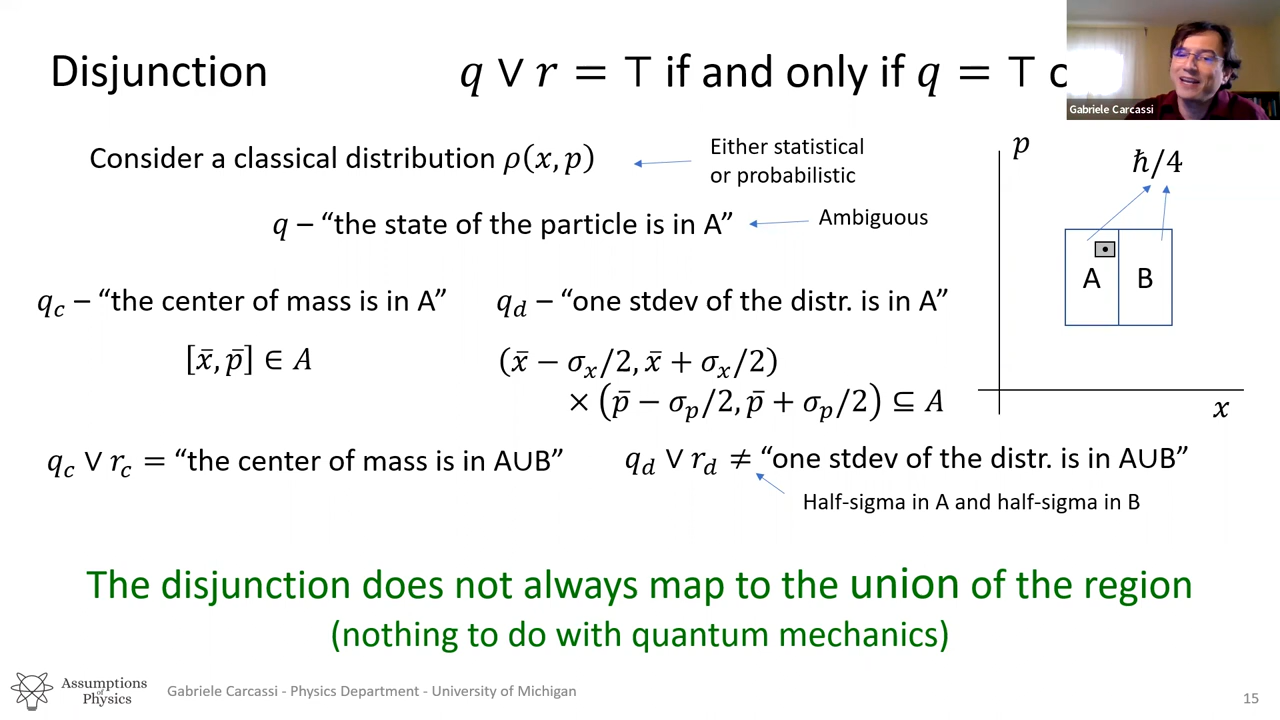 Disjunction
q ∨ r = ⊤ if and only if q = ⊤
Gabriele Carcassi
Consider a classical distribution ρ(x, p)
Either statistical
or probabilistic
q – “the state of the particle is in A”
Ambiguous
q_c – “the center of mass is in A”
[x̄, p̄] ∈ A
q_d – “one stdev of the distr. is in A”
(x̄ − σ_x/2, x̄ + σ_x/2)
× (p̄ − σ_p/2, p̄ + σ_p/2) ⊆ A
p
ħ/4
A
B
x
q_c ∨ r_c = “the center of mass is in A∪B”
q_d ∨ r_d ≠ “one stdev of the distr. is in A∪B”
Half-sigma in A and half-sigma in B
The disjunction does not always map to the union of the region
(nothing to do with quantum mechanics)
Assumptions
of
Physics
Gabriele Carcassi - Physics Department - University of Michigan
15